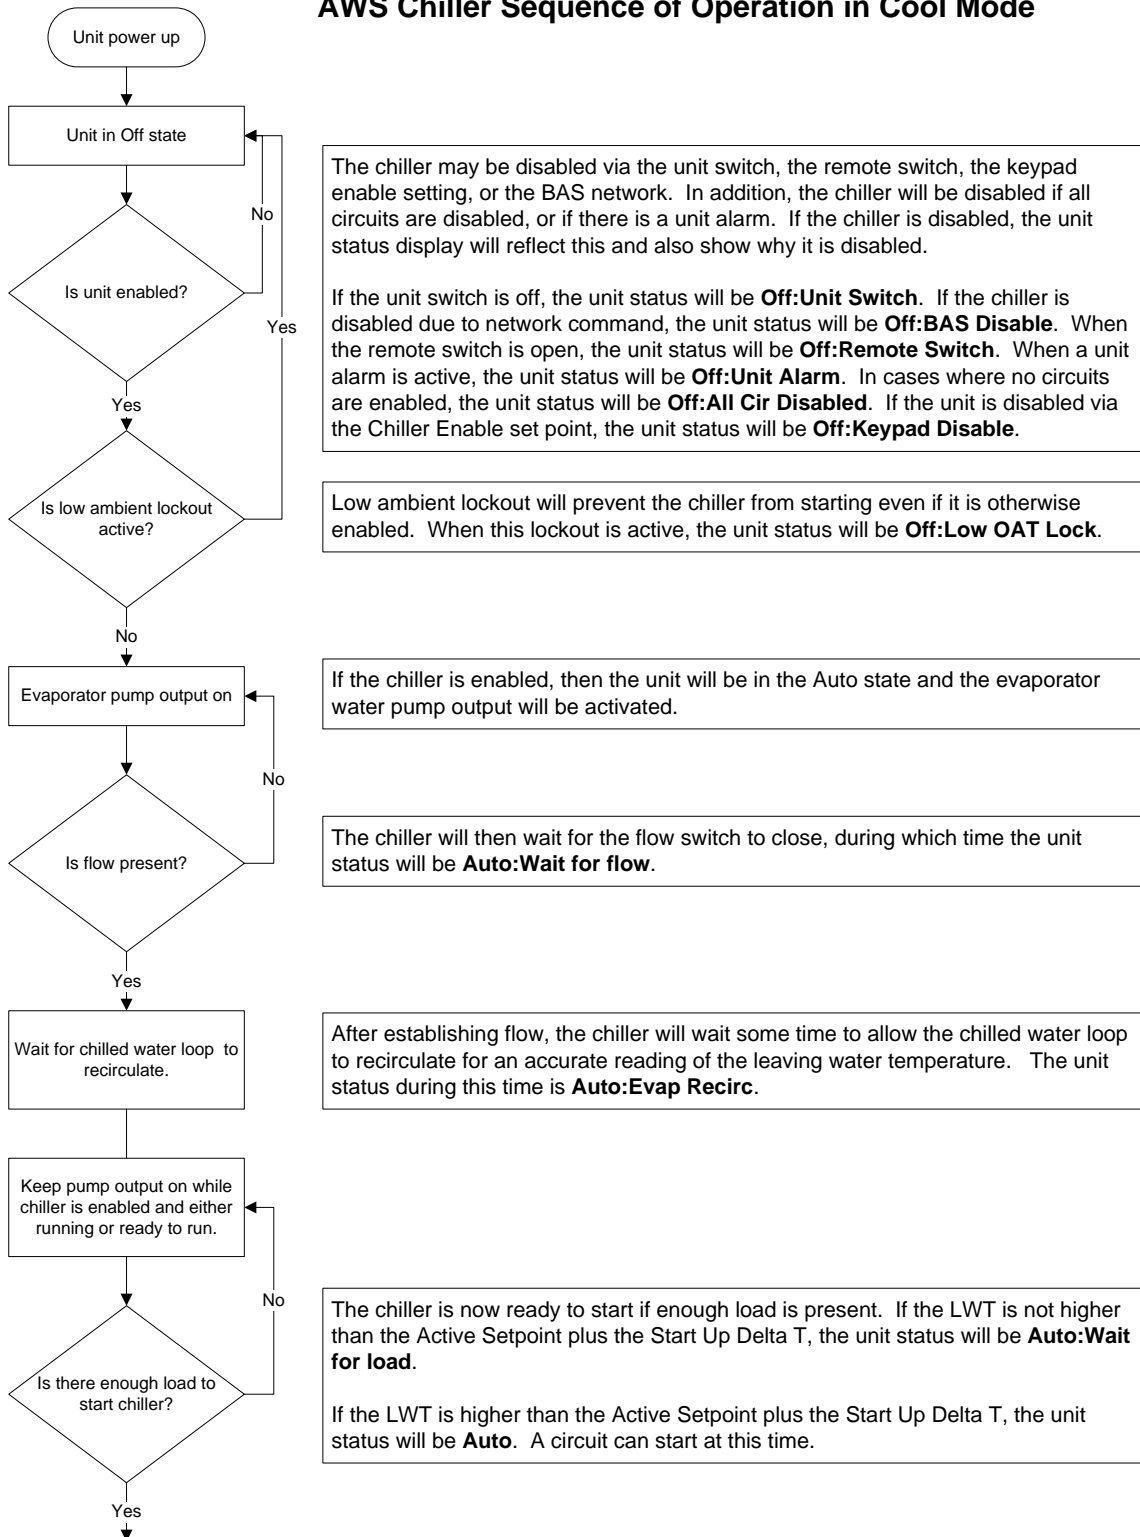 AWS Chiller Sequence of Operation in Cool Mode
Unit power up
Unit in Off state
No
Is unit enabled?
Yes
Yes
Is low ambient lockout
active?
No
Evaporator pump output on
No
Is flow present?
Yes
Wait for chilled water loop to
recirculate.
Keep pump output on while
chiller is enabled and either
running or ready to run.
No
Is there enough load to
start chiller?
Yes
The chiller may be disabled via the unit switch, the remote switch, the keypad
enable setting, or the BAS network. In addition, the chiller will be disabled if all
circuits are disabled, or if there is a unit alarm. If the chiller is disabled, the unit
status display will reflect this and also show why it is disabled.
If the unit switch is off, the unit status will be Off:Unit Switch. If the chiller is
disabled due to network command, the unit status will be Off:BAS Disable. When
the remote switch is open, the unit status will be Off:Remote Switch. When a unit
alarm is active, the unit status will be Off:Unit Alarm. In cases where no circuits
are enabled, the unit status will be Off:All Cir Disabled. If the unit is disabled via
the Chiller Enable set point, the unit status will be Off:Keypad Disable.
Low ambient lockout will prevent the chiller from starting even if it is otherwise
enabled. When this lockout is active, the unit status will be Off:Low OAT Lock.
If the chiller is enabled, then the unit will be in the Auto state and the evaporator
water pump output will be activated.
The chiller will then wait for the flow switch to close, during which time the unit
status will be Auto:Wait for flow.
After establishing flow, the chiller will wait some time to allow the chilled water loop
to recirculate for an accurate reading of the leaving water temperature. The unit
status during this time is Auto:Evap Recirc.
The chiller is now ready to start if enough load is present. If the LWT is not higher
than the Active Setpoint plus the Start Up Delta T, the unit status will be Auto:Wait
for load.
If the LWT is higher than the Active Setpoint plus the Start Up Delta T, the unit
status will be Auto. A circuit can start at this time.